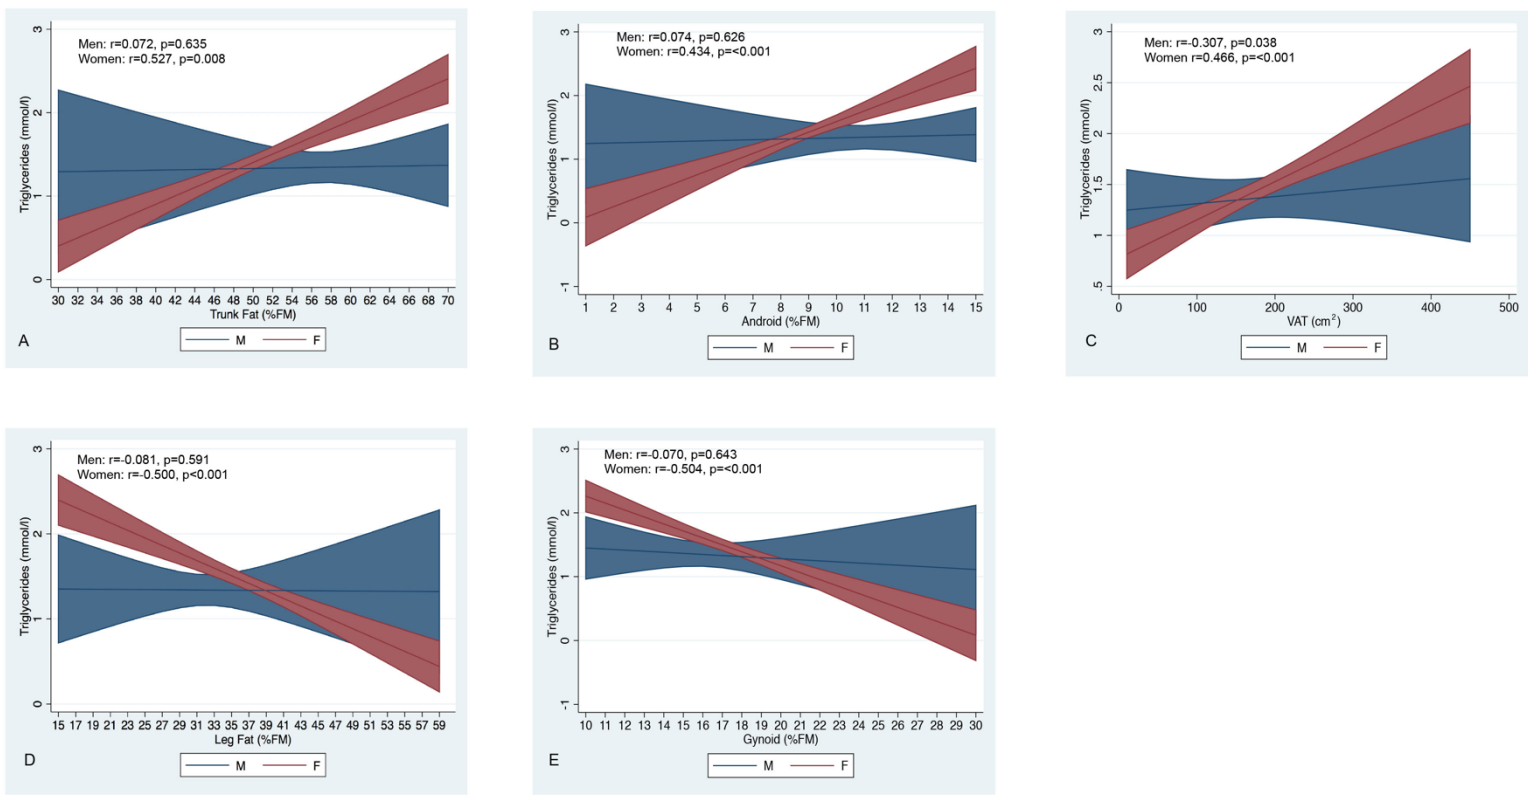 Men: r=0.072, p=0.635
Women: r=0.527, p=0.008
Triglycerides (mmol/l)
3
2
1
0
30 32 34 36 38 40 42 44 46 48 50 52 54 56 58 60 62 64 66 68 70
Trunk Fat (%FM)
M F
A
Men: r=0.074, p=0.626
Women: r=0.434, p=<0.001
Triglycerides (mmol/l)
3
2
1
0
-1
1 2 3 4 5 6 7 8 9 10 11 12 13 14 15
Android (%FM)
M F
B
Men: r=-0.307, p=0.038
Women r=0.466, p=<0.001
Triglycerides (mmol/l)
3
2.5
2
1.5
1
.5
0 100 200 300 400 500
VAT (cm²)
M F
C
Men: r=-0.081, p=0.591
Women: r=-0.500, p<0.001
Triglycerides (mmol/l)
3
2
1
0
15 17 19 21 23 25 27 29 31 33 35 37 39 41 43 45 47 49 51 53 55 57 59
Leg Fat (%FM)
M F
D
Men: r=-0.070, p=0.643
Women: r=-0.504, p=<0.001
Triglycerides (mmol/l)
3
2
1
0
-1
10 11 12 13 14 15 16 17 18 19 20 21 22 23 24 25 26 27 28 29 30
Gynoid (%FM)
M F
E